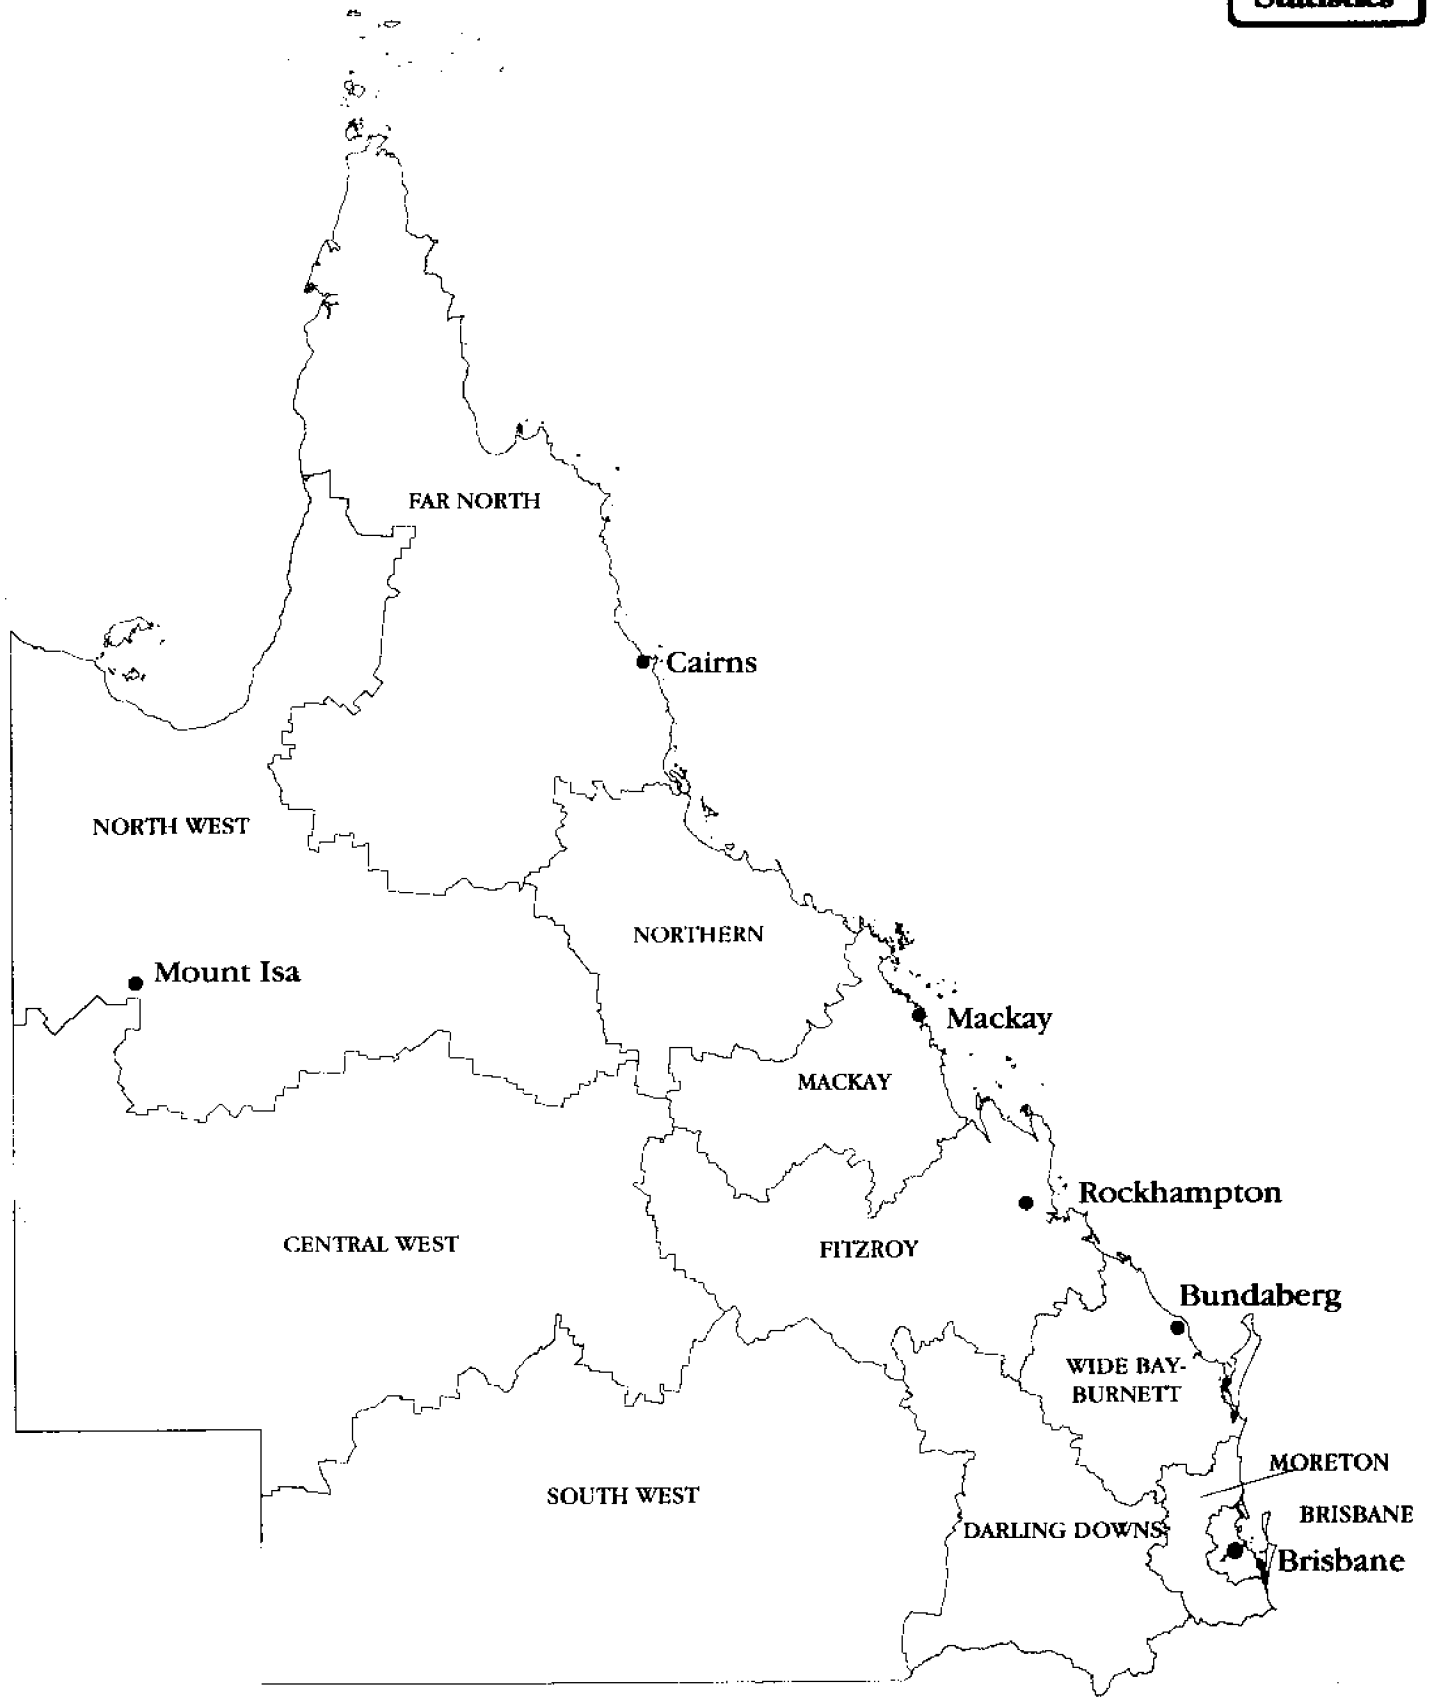 Statistics
FAR NORTH
Cairns
NORTH WEST
NORTHERN
Mount Isa
Mackay
MACKAY
Rockhampton
CENTRAL WEST
FITZROY
Bundaberg
WIDE BAY-
BURNETT
MORETON
SOUTH WEST
BRISBANE
DARLING DOWNS
Brisbane